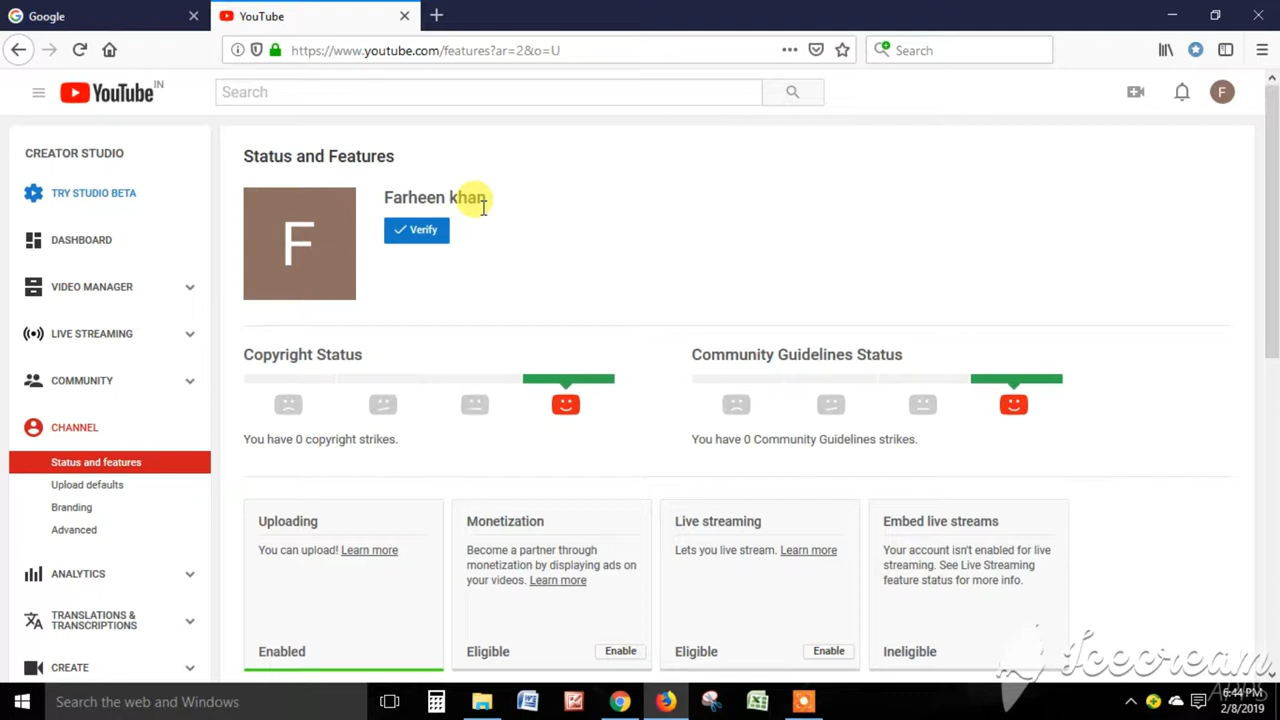 Google
YouTube
https://www.youtube.com/features?ar=2&o=U
Search
YouTube IN
Search
F
CREATOR STUDIO
TRY STUDIO BETA
DASHBOARD
VIDEO MANAGER
LIVE STREAMING
COMMUNITY
CHANNEL
Status and features
Upload defaults
Branding
Advanced
ANALYTICS
TRANSLATIONS &
TRANSCRIPTIONS
CREATE
Status and Features
F
Farheen khan
Verify
Copyright Status
You have 0 copyright strikes.
Community Guidelines Status
You have 0 Community Guidelines strikes.
Uploading
You can upload! Learn more
Enabled
Monetization
Become a partner through
monetization by displaying ads on
your videos. Learn more
Eligible Enable
Live streaming
Lets you live stream. Learn more
Eligible Enable
Embed live streams
Your account isn't enabled for live
streaming. See Live Streaming
feature status for more info.
Ineligible
Icecream
Apps
Search the web and Windows
6:44 PM
2/8/2019